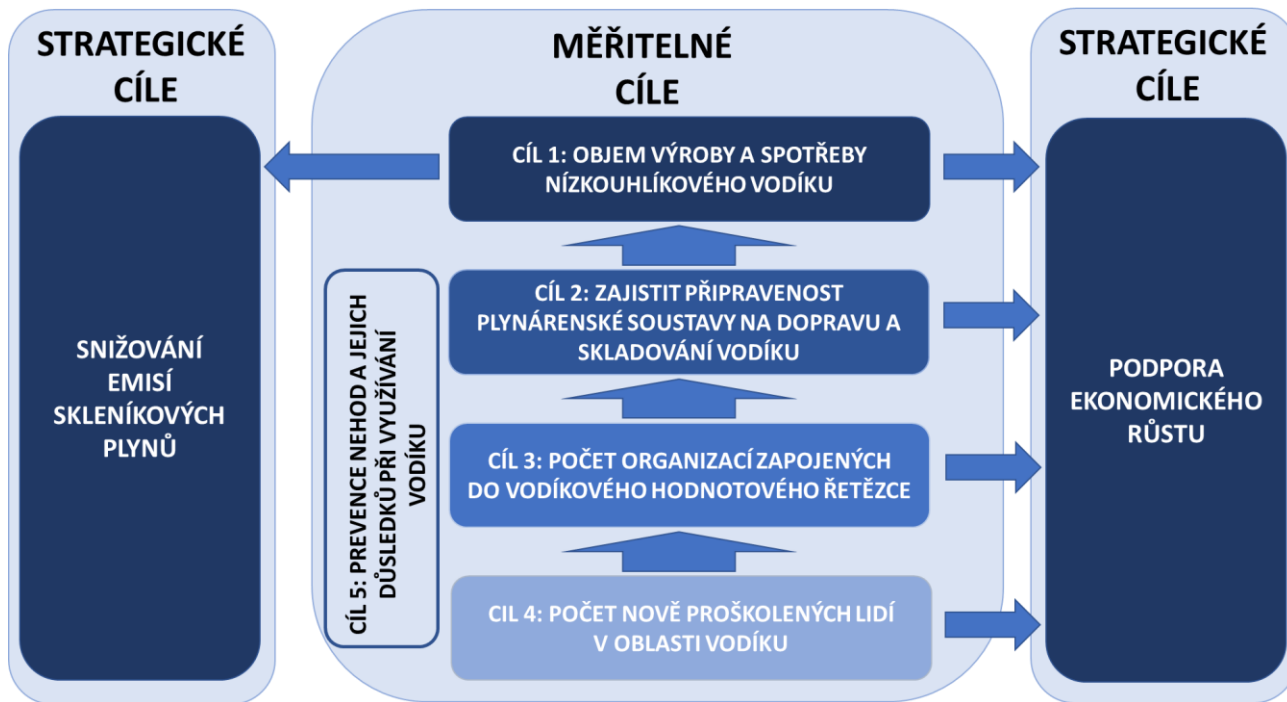 STRATEGICKÉ
CÍLE
SNIŽOVÁNÍ
EMISÍ
SKLENÍKOVÝCH
PLYNŮ
MĚŘITELNÉ
CÍLE
CÍL 1: OBJEM VÝROBY A SPOTŘEBY
NÍZKOUHLÍKOVÉHO VODÍKU
CÍL 2: ZAJISTIT PŘIPRAVENOST
PLYNÁRENSKÉ SOUSTAVY NA DOPRAVU A
SKLADOVÁNÍ VODÍKU
CÍL 3: POČET ORGANIZACÍ ZAPOJENÝCH
DO VODÍKOVÉHO HODNOTOVÉHO ŘETĚZCE
CIL 4: POČET NOVĚ PROŠKOLENÝCH LIDÍ
V OBLASTI VODÍKU
CÍL 5: PREVENCE NEHOD A JEJICH
DŮSLEDKŮ PŘI VYUŽÍVÁNÍ
VODÍKU
STRATEGICKÉ
CÍLE
PODPORA
EKONOMICKÉHO
RŮSTU